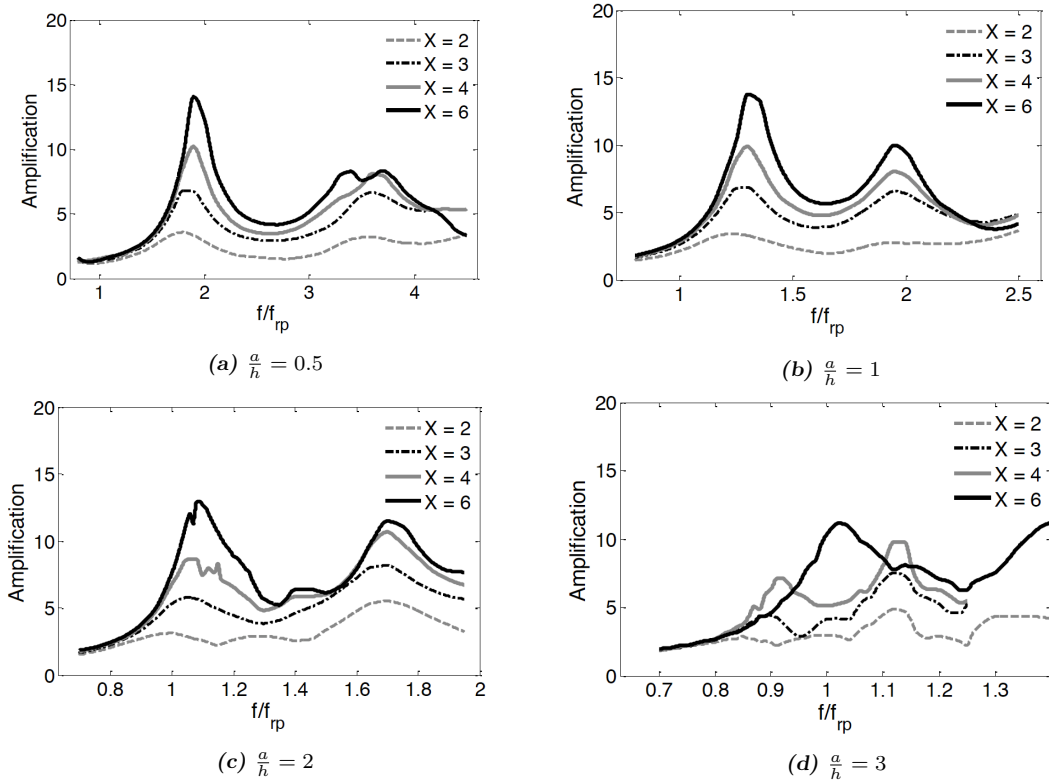 20
15
10
5
0
Amplification
X = 2
X = 3
X = 4
X = 6
1
2
3
4
f/f_rp
(a) a/h = 0.5
20
15
10
5
0
Amplification
X = 2
X = 3
X = 4
X = 6
1
1.5
2
2.5
f/f_rp
(b) a/h = 1
20
15
10
5
0
Amplification
X = 2
X = 3
X = 4
X = 6
0.8
1
1.2
1.4
1.6
1.8
2
f/f_rp
(c) a/h = 2
20
15
10
5
0
Amplification
X = 2
X = 3
X = 4
X = 6
0.7
0.8
0.9
1
1.1
1.2
1.3
f/f_rp
(d) a/h = 3